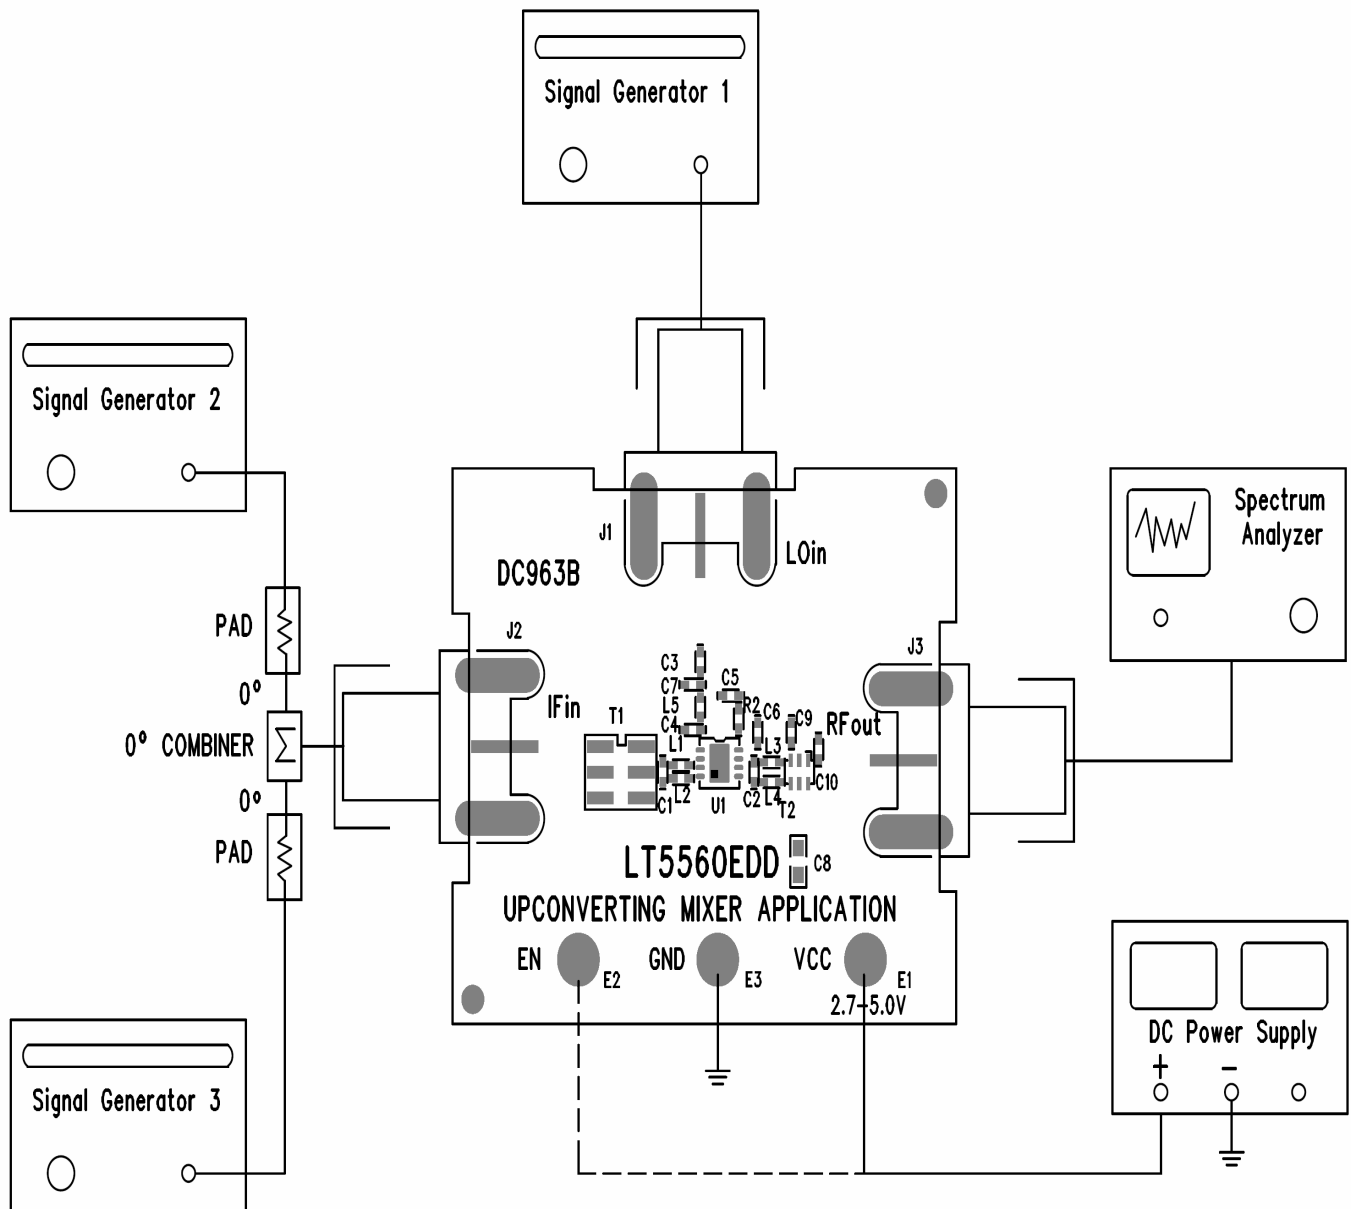 Signal Generator 1
Signal Generator 2
Spectrum
Analyzer
J1
LOin
DC963B
PAD
J2
J3
0°
IFin
T1
C3
C7
L5
C4
L1
C5
R2
C6
C9
RFout
0° COMBINER
Σ
L3
C10
0°
C1
L2
U1
C2
L4
T2
PAD
LT5560EDD
C8
UPCONVERTING MIXER APPLICATION
EN
E2
GND
E3
VCC
E1
2.7-5.0V
DC Power Supply
+ -
Signal Generator 3